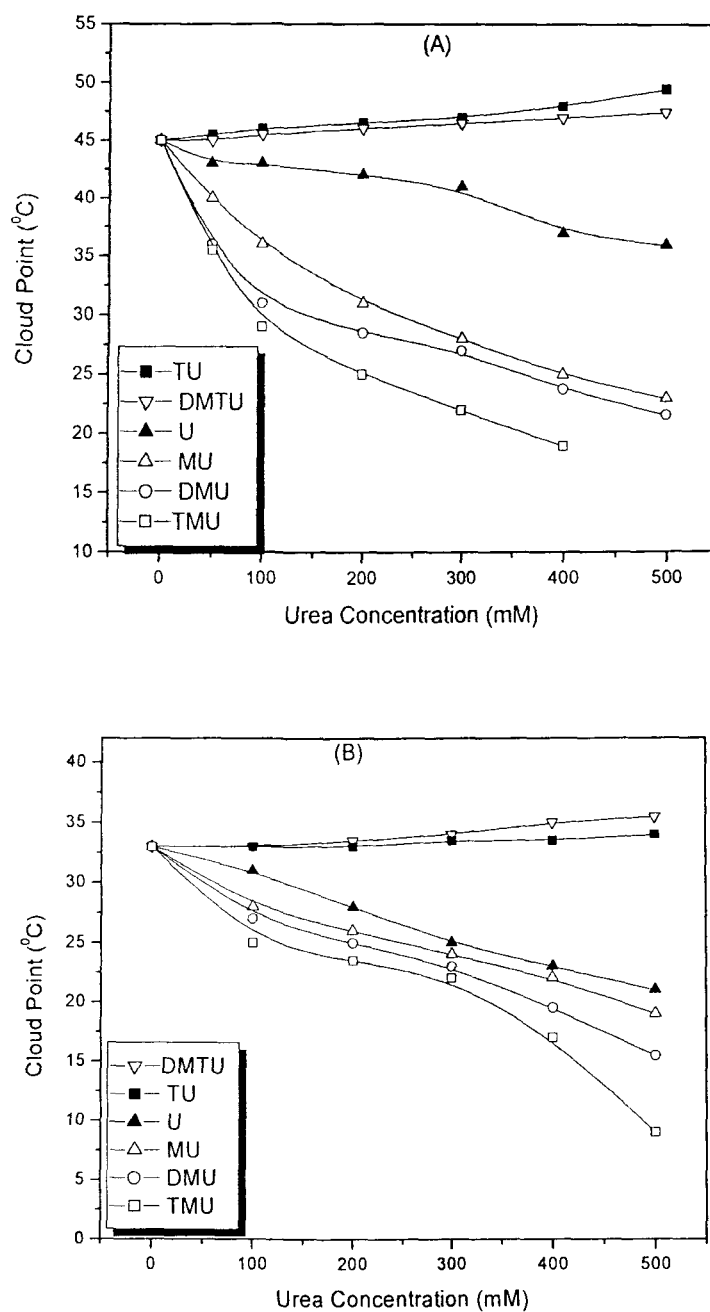 (A)
55
50
45
40
35
30
25
20
15
10
Cloud Point (⁰C)
TU
DMTU
U
MU
DMU
TMU
0 100 200 300 400 500
Urea Concentration (mM)
(B)
40
35
30
25
20
15
10
5
0
Cloud Point (⁰C)
DMTU
TU
U
MU
DMU
TMU
0 100 200 300 400 500
Urea Concentration (mM)